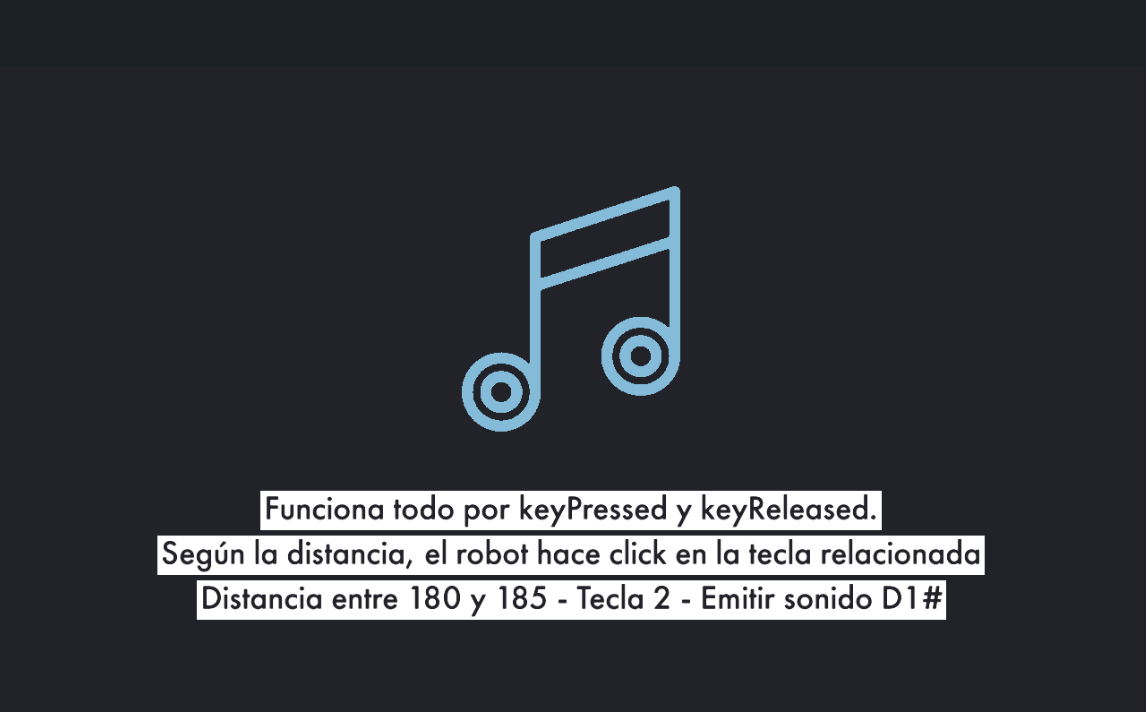 Funciona todo por keyPressed y keyReleased.
Según la distancia, el robot hace click en la tecla relacionada
Distancia entre 180 y 185 - Tecla 2 - Emitir sonido D1#